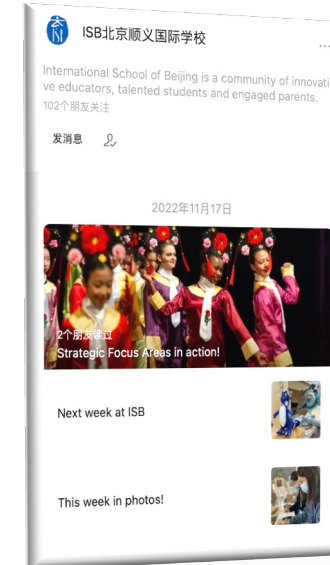 ISB北京顺义国际学校
International School of Beijing is a community of innovati
ve educators, talented students and engaged parents.
102个朋友关注
发消息
2022年11月17日
2个朋友读过
Strategic Focus Areas in action!
Next week at ISB
This week in photos!